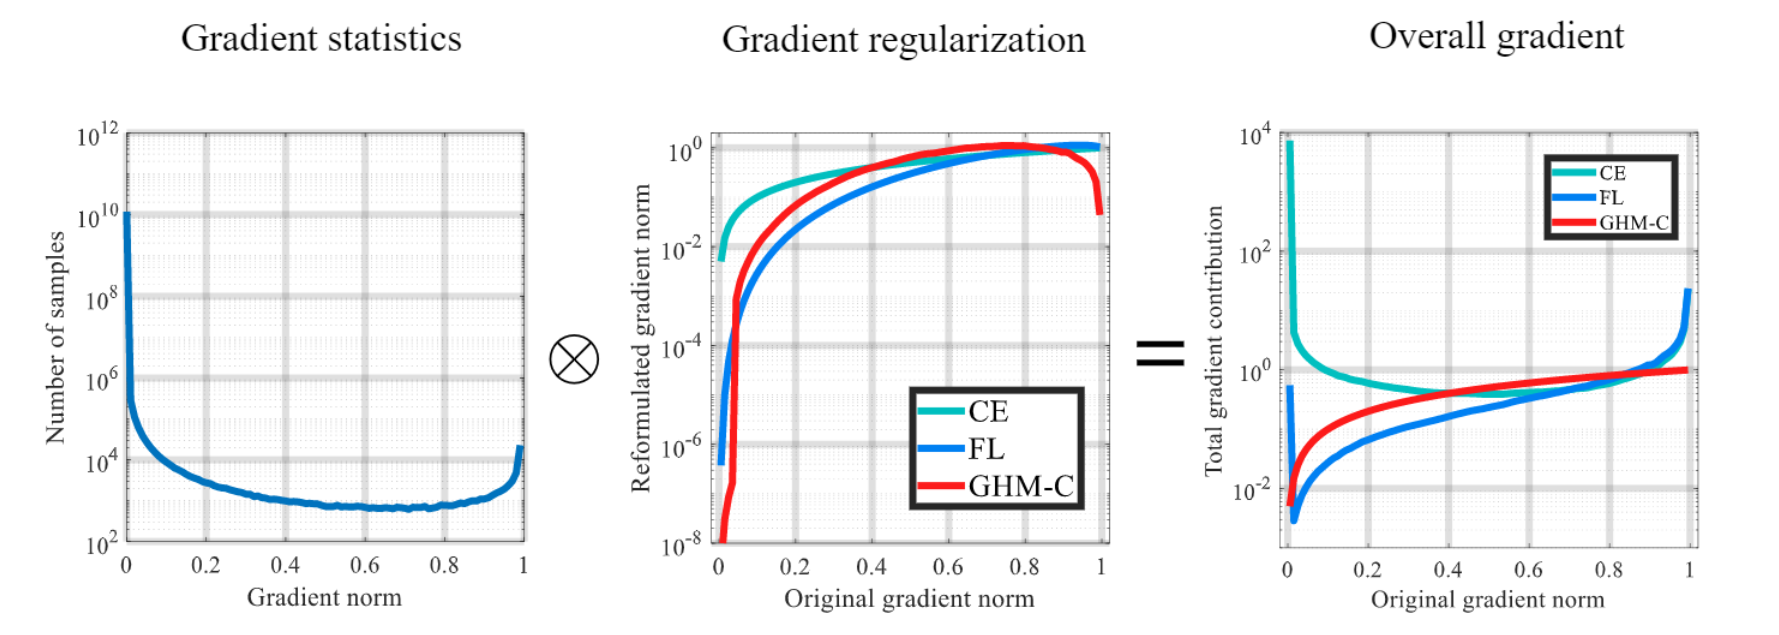 Gradient statistics
Gradient regularization
Overall gradient
Number of samples
10^12
10^10
10^8
10^6
10^4
10^2
0 0.2 0.4 0.6 0.8 1
Gradient norm
Reformulated gradient norm
10^0
10^-2
10^-4
10^-6
10^-8
CE
FL
GHM-C
0 0.2 0.4 0.6 0.8 1
Original gradient norm
Total gradient contribution
10^4
10^2
10^0
10^-2
CE
FL
GHM-C
0 0.2 0.4 0.6 0.8 1
Original gradient norm